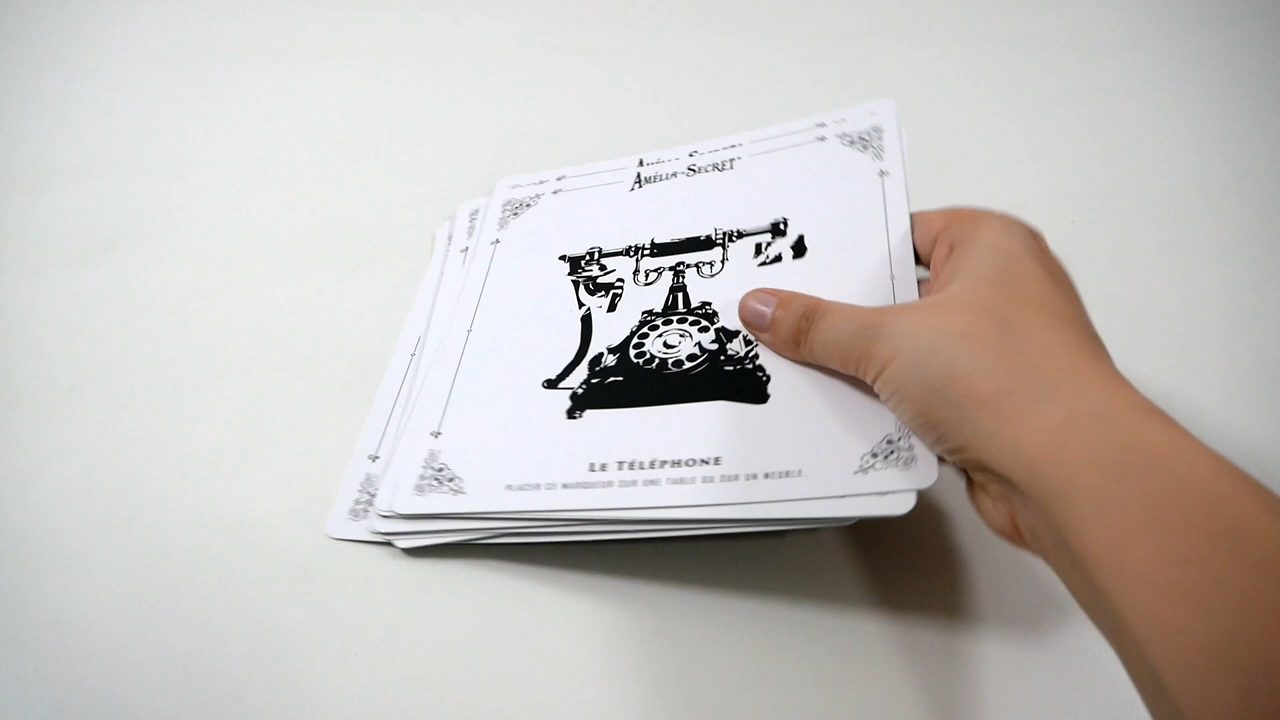 AMÉLIA-SECRET
LE TÉLÉPHONE
PLACER CE MARQUEUR SUR UNE TABLE OU SUR UN MEUBLE.